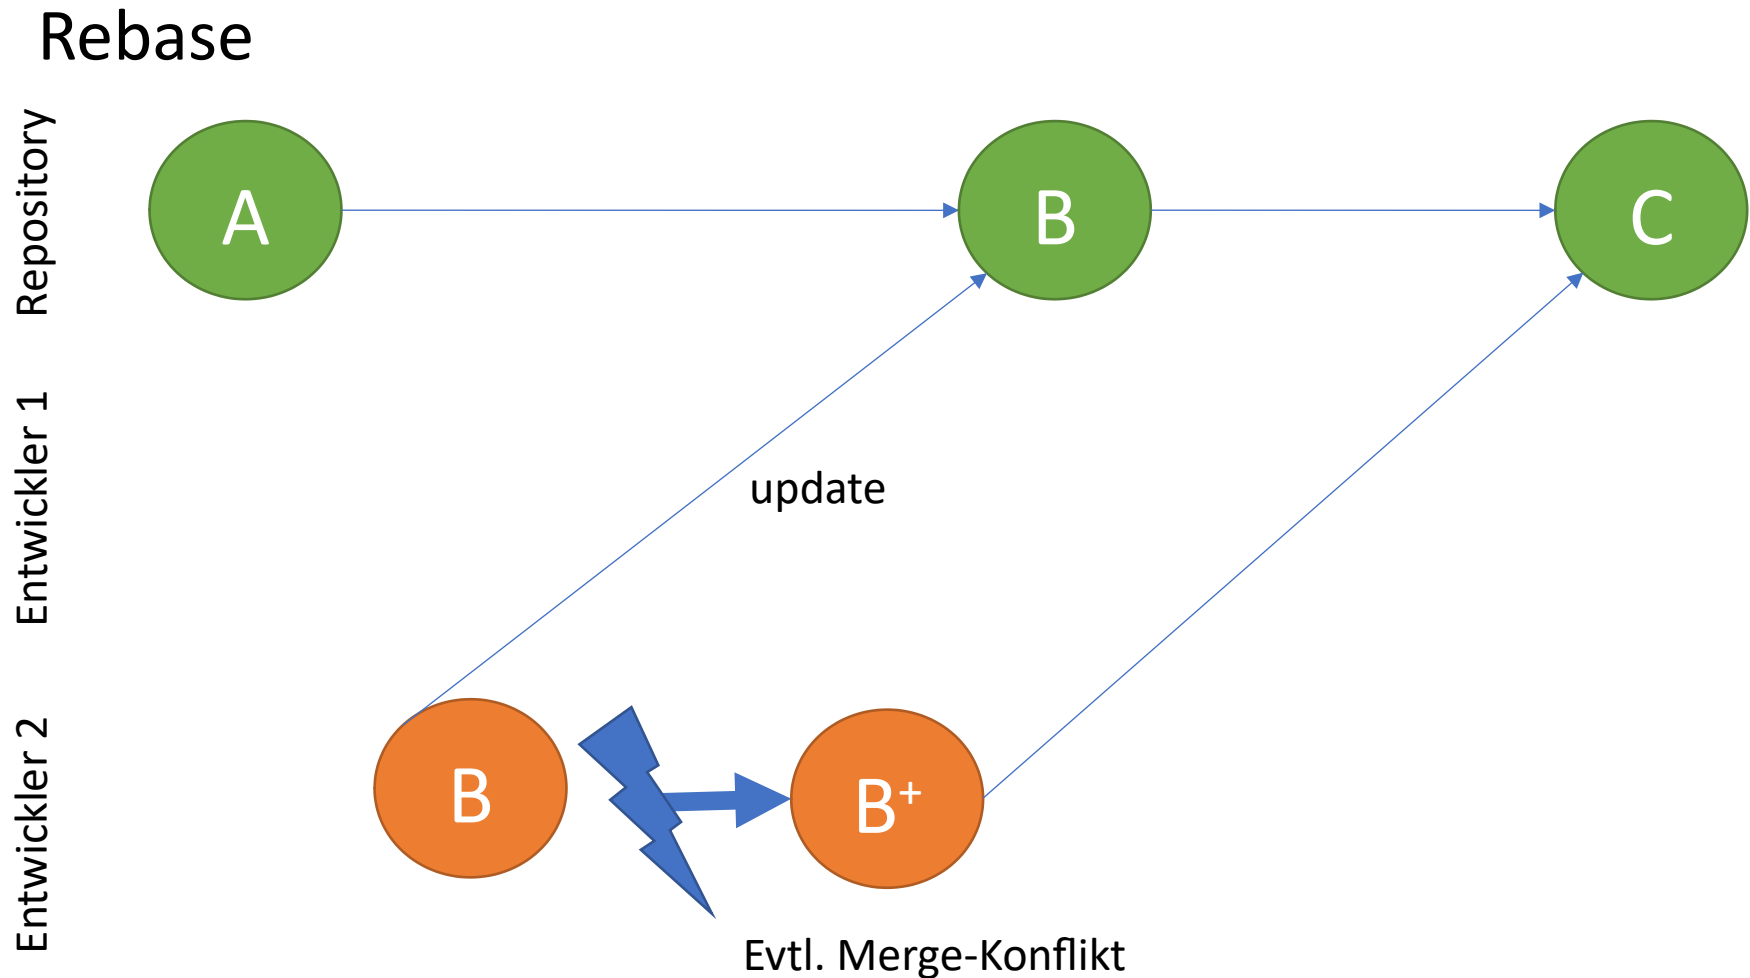 Rebase
Repository
A
B
C
Entwickler 1
update
Entwickler 2
B
B⁺
Evtl. Merge-Konflikt